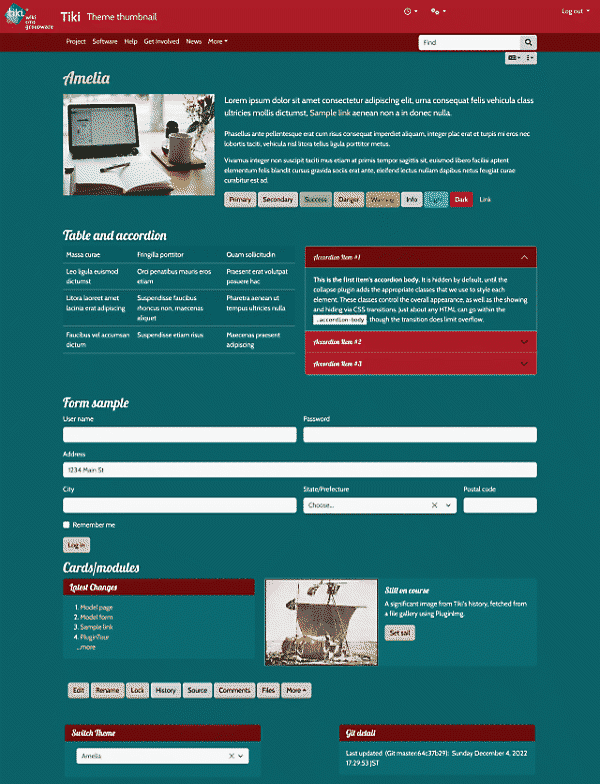 tiki
wiki
cms
groupware
Tiki Theme thumbnail
Log out
Project Software Help Get Involved News More
Find
Amelia
Lorem ipsum dolor sit amet consectetur adipiscing elit, urna consequat felis vehicula class
ultricies mollis dictumst, Sample link aenean non a in donec nulla.
Phasellus ante pellentesque erat cum risus consequat imperdiet aliquam, integer placerat et turpis mi eros nec
lobortis taciti, vehicula nisl litora tellus ligula porttitor metus.
Vivamus integer non suscipit taciti mus etiam at primis tempor sagittis sit, euismod libero facilisi aptent
elementum felis blandit cursus gravida sociis erat ante, eleifend lectus nullam dapibus netus feugiat curae
curabitur est ad.
Primary Secondary Success Danger Warning Info Dark Link
Table and accordion
Massa curae Fringilla porttitor Quam sollicitudin
Leo ligula euismod Orci penatibus mauris eros Praesent erat volutpat
dictumst etiam posuere hac
Litora laoreet amet Suspendisse faucibus Pharetra aenean ut
lacinia erat adipiscing rhoncus non, maecenas tempus ultricies nulla
aliquet
Faucibus vel accumsan Suspendisse etiam risus Maecenas praesent
dictum adipiscing
Accordion Item #1
This is the first item's accordion body. It is hidden by default, until the
collapse plugin adds the appropriate classes that we use to style each
element. These classes control the overall appearance, as well as the showing
and hiding via CSS transitions. Just about any HTML can go within the
.accordion-body, though the transition does limit overflow.
Accordion Item #2
Accordion Item #3
Form sample
User name Password
Address
1234 Main St
City State/Prefecture Postal code
Choose...
Remember me
Log in
Cards/modules
Latest Changes
1. Model page
2. Model form
3. Sample link
4. PluginTour
...more
Still on course
A significant image from Tiki's history, fetched from
a file gallery using PluginImg.
Set sail
Edit Rename Lock History Source Comments Files More
Switch Theme
Amelia
Git detail
Last updated (Git master:64c37b29): Sunday December 4, 2022
17:29:53 JST